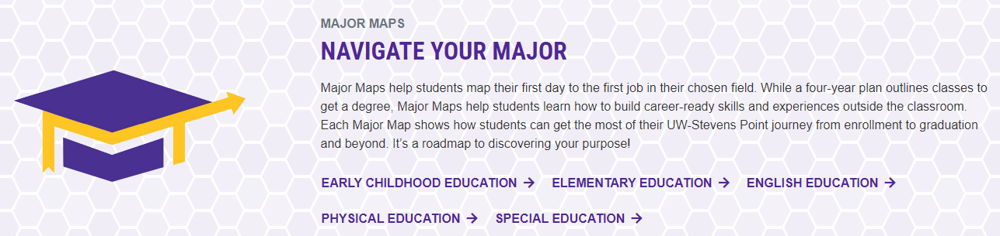 MAJOR MAPS
NAVIGATE YOUR MAJOR
Major Maps help students map their first day to the first job in their chosen field. While a four-year plan outlines classes to
get a degree, Major Maps help students learn how to build career-ready skills and experiences outside the classroom.
Each Major Map shows how students can get the most of their UW-Stevens Point journey from enrollment to graduation
and beyond. It’s a roadmap to discovering your purpose!
EARLY CHILDHOOD EDUCATION → ELEMENTARY EDUCATION → ENGLISH EDUCATION →
PHYSICAL EDUCATION → SPECIAL EDUCATION →